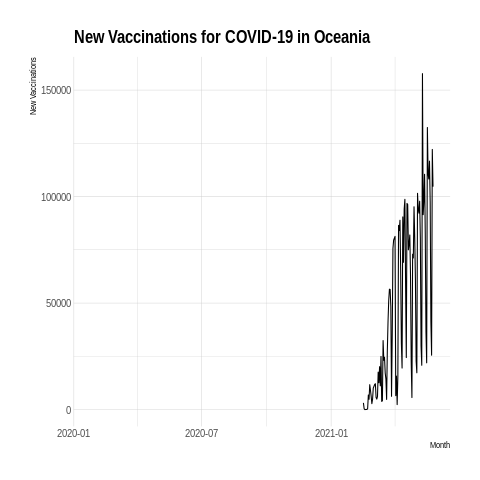 New Vaccinations for COVID-19 in Oceania
New Vaccinations
150000
100000
50000
0
2020-01
2020-07
2021-01
Month